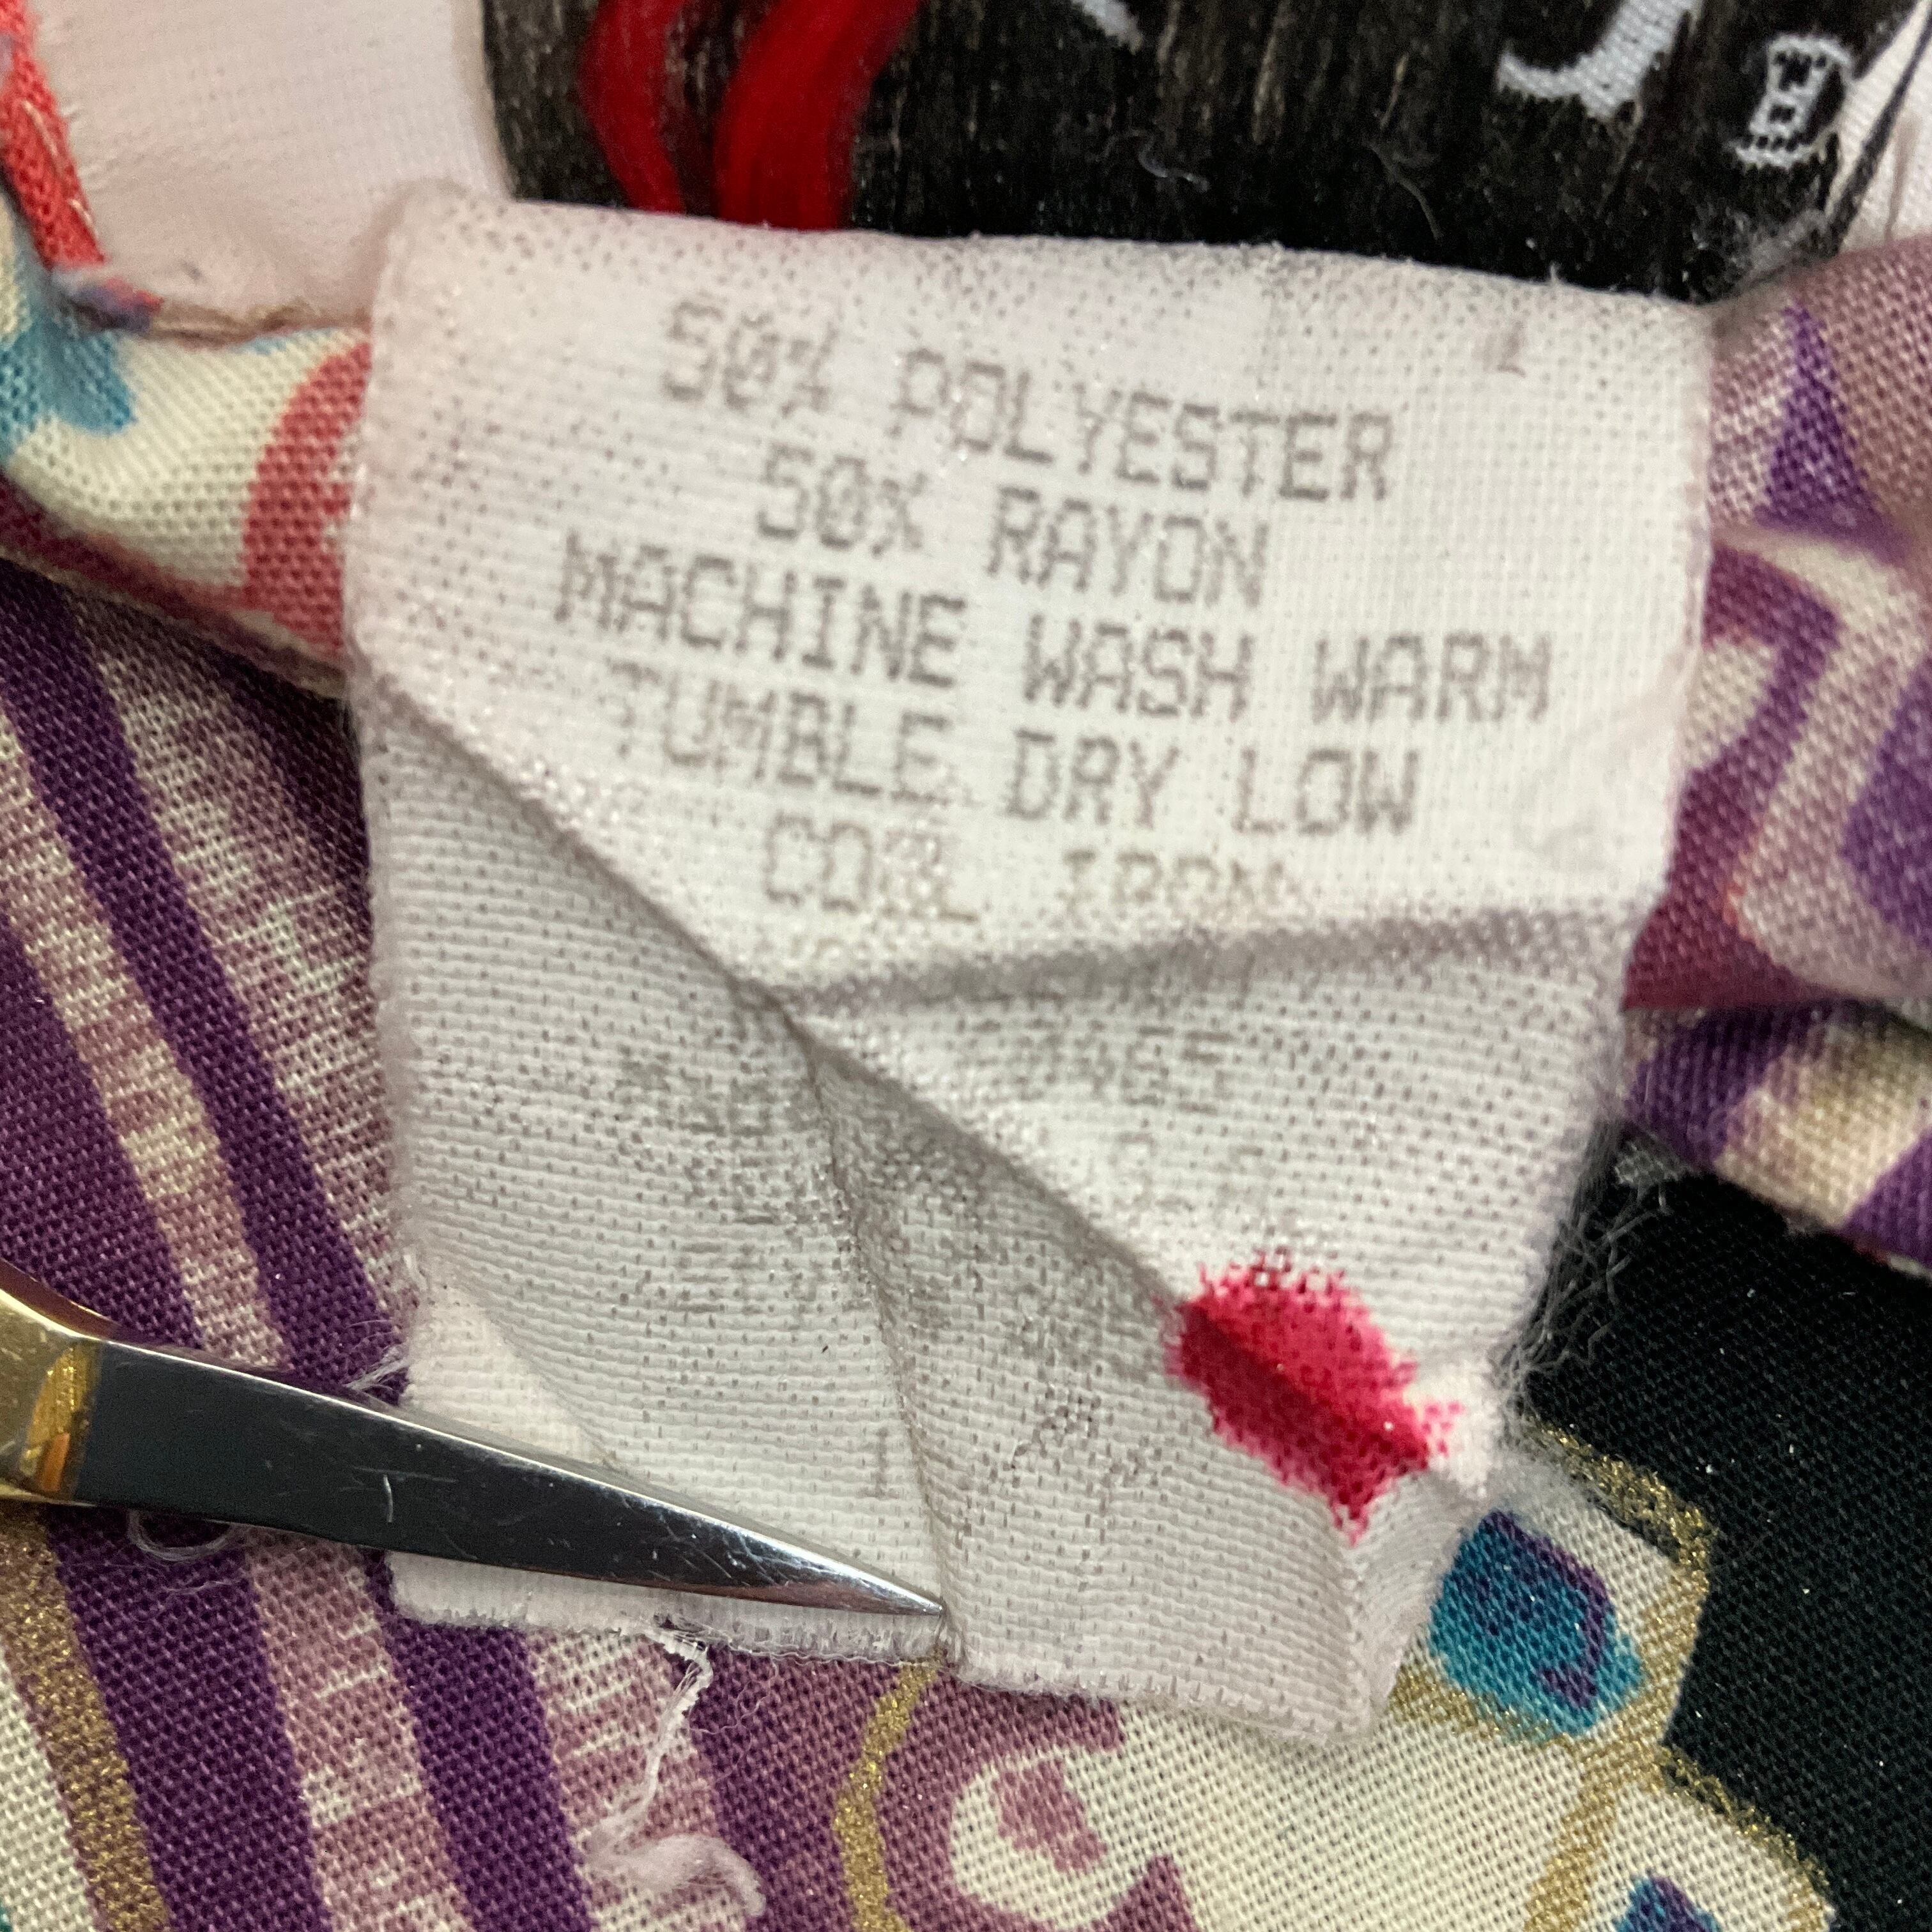 50% POLYESTER
50% RAYON
MACHINE WASH WARM
TUMBLE DRY LOW
COOL IRON